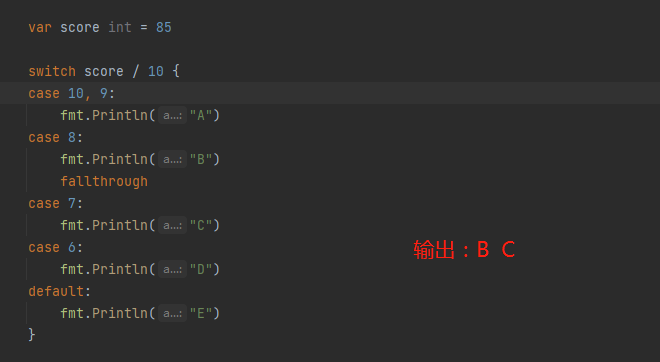 var score int = 85
switch score / 10 {
case 10, 9:
fmt.Println( a…: "A")
case 8:
fmt.Println( a…: "B")
fallthrough
case 7:
fmt.Println( a…: "C")
case 6:
fmt.Println( a…: "D")
default:
fmt.Println( a…: "E")
}
输出：B C